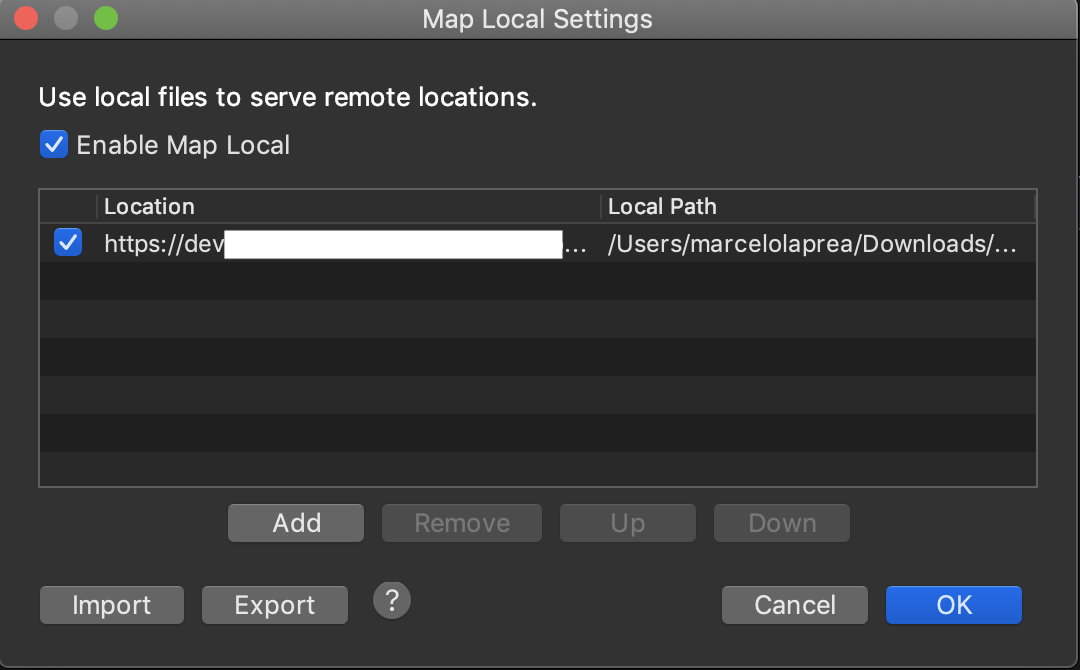 Map Local Settings
Use local files to serve remote locations.
Enable Map Local
Location Local Path
https://dev ... /Users/marcelolaprea/Downloads/...
Add Remove Up Down
Import Export ? Cancel OK